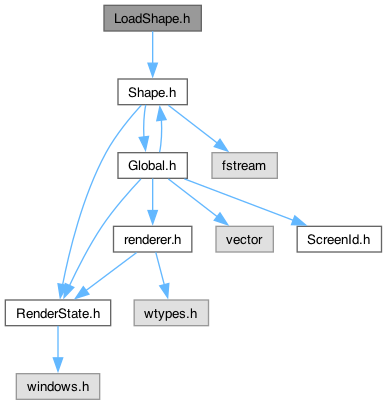 LoadShape.h
Shape.h
Global.h
fstream
renderer.h
vector
ScreenId.h
RenderState.h
wtypes.h
windows.h